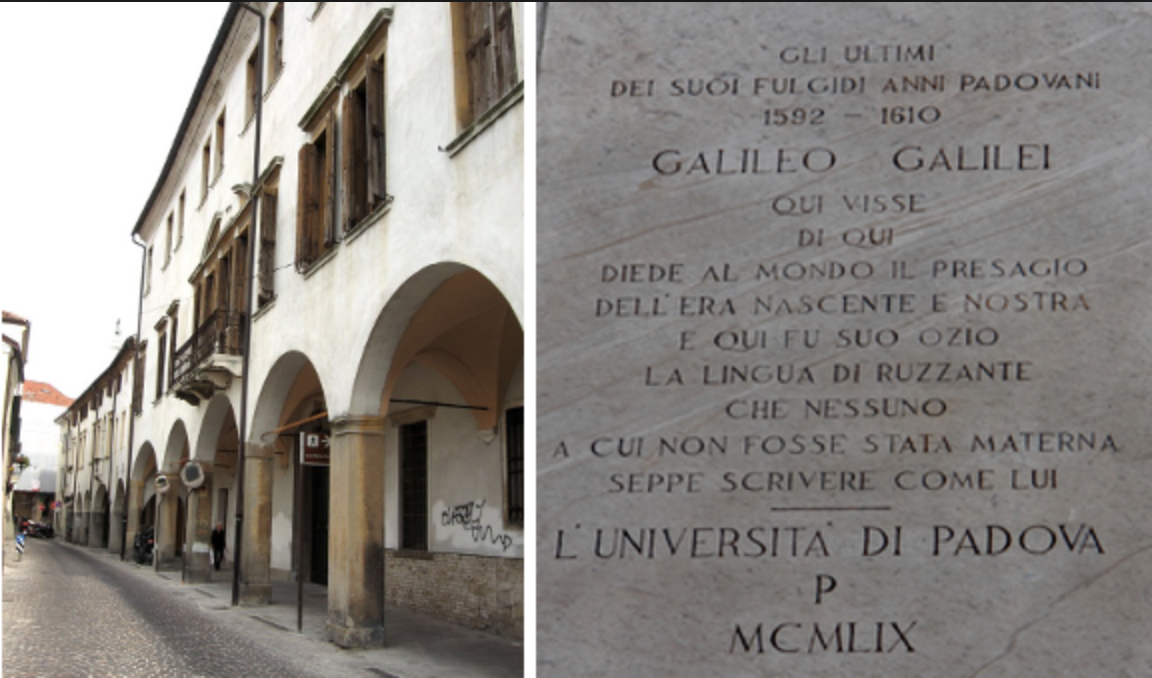 GLI ULTIMI
DEI SUOI FULGIDI ANNI PADOVANI
1592 – 1610
GALILEO GALILEI
QUI VISSE
DI QUI
DIEDE AL MONDO IL PRESAGIO
DELL'ERA NASCENTE E NOSTRA
E QUI FU SUO OZIO
LA LINGUA DI RUZZANTE
CHE NESSUNO
A CUI NON FOSSE STATA MATERNA
SEPPE SCRIVERE COME LUI
L'UNIVERSITA' DI PADOVA
P
MCMLIX